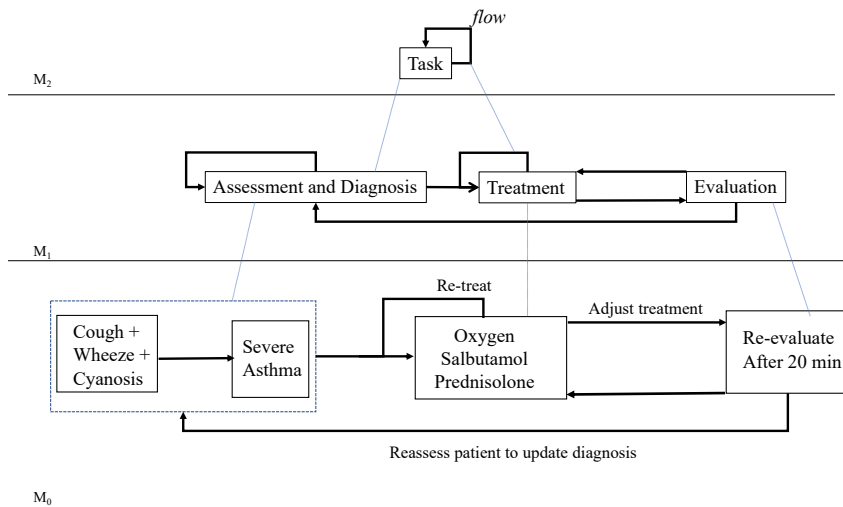 flow
Task
M₂
Assessment and Diagnosis
Treatment
Evaluation
M₁
Re-treat
Adjust treatment
Cough +
Wheeze +
Cyanosis
Severe
Asthma
Oxygen
Salbutamol
Prednisolone
Re-evaluate
After 20 min
Reassess patient to update diagnosis
M₀